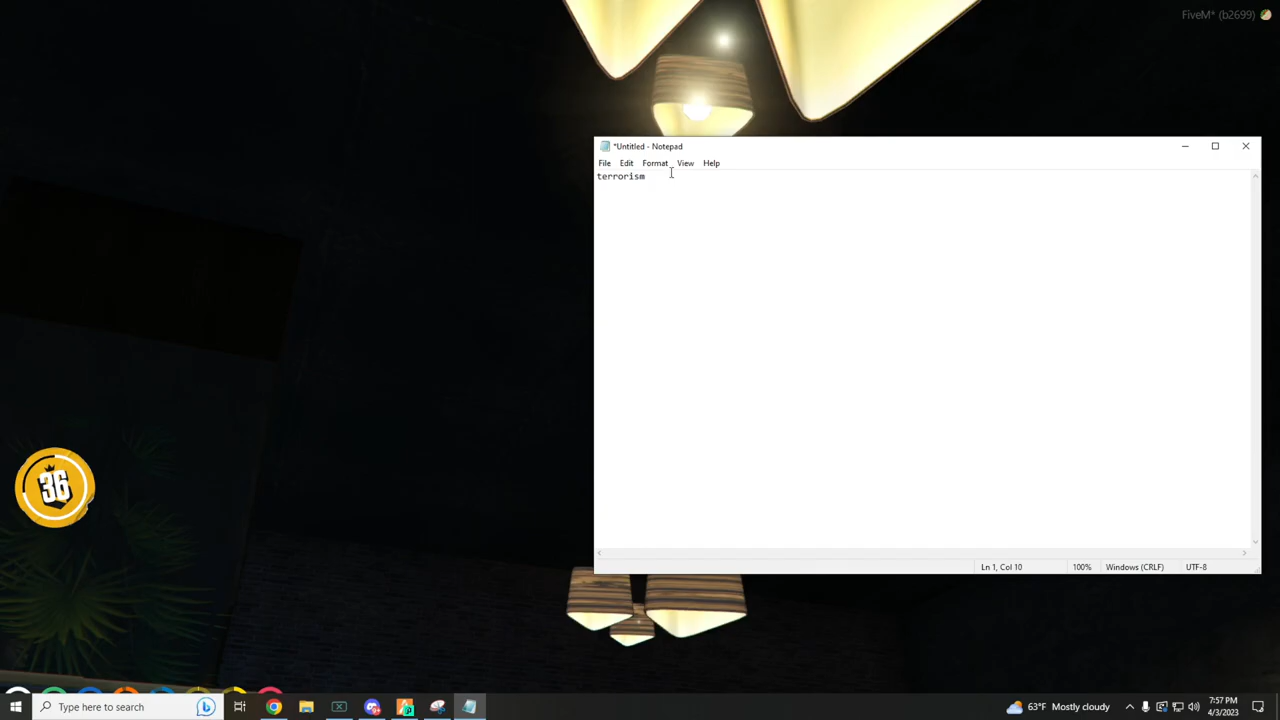 FiveM* (b2699)
*Untitled - Notepad
File Edit Format View Help
terrorism
36
Ln 1, Col 10 100% Windows (CRLF) UTF-8
Type here to search
63°F Mostly cloudy
7:57 PM
4/3/2023